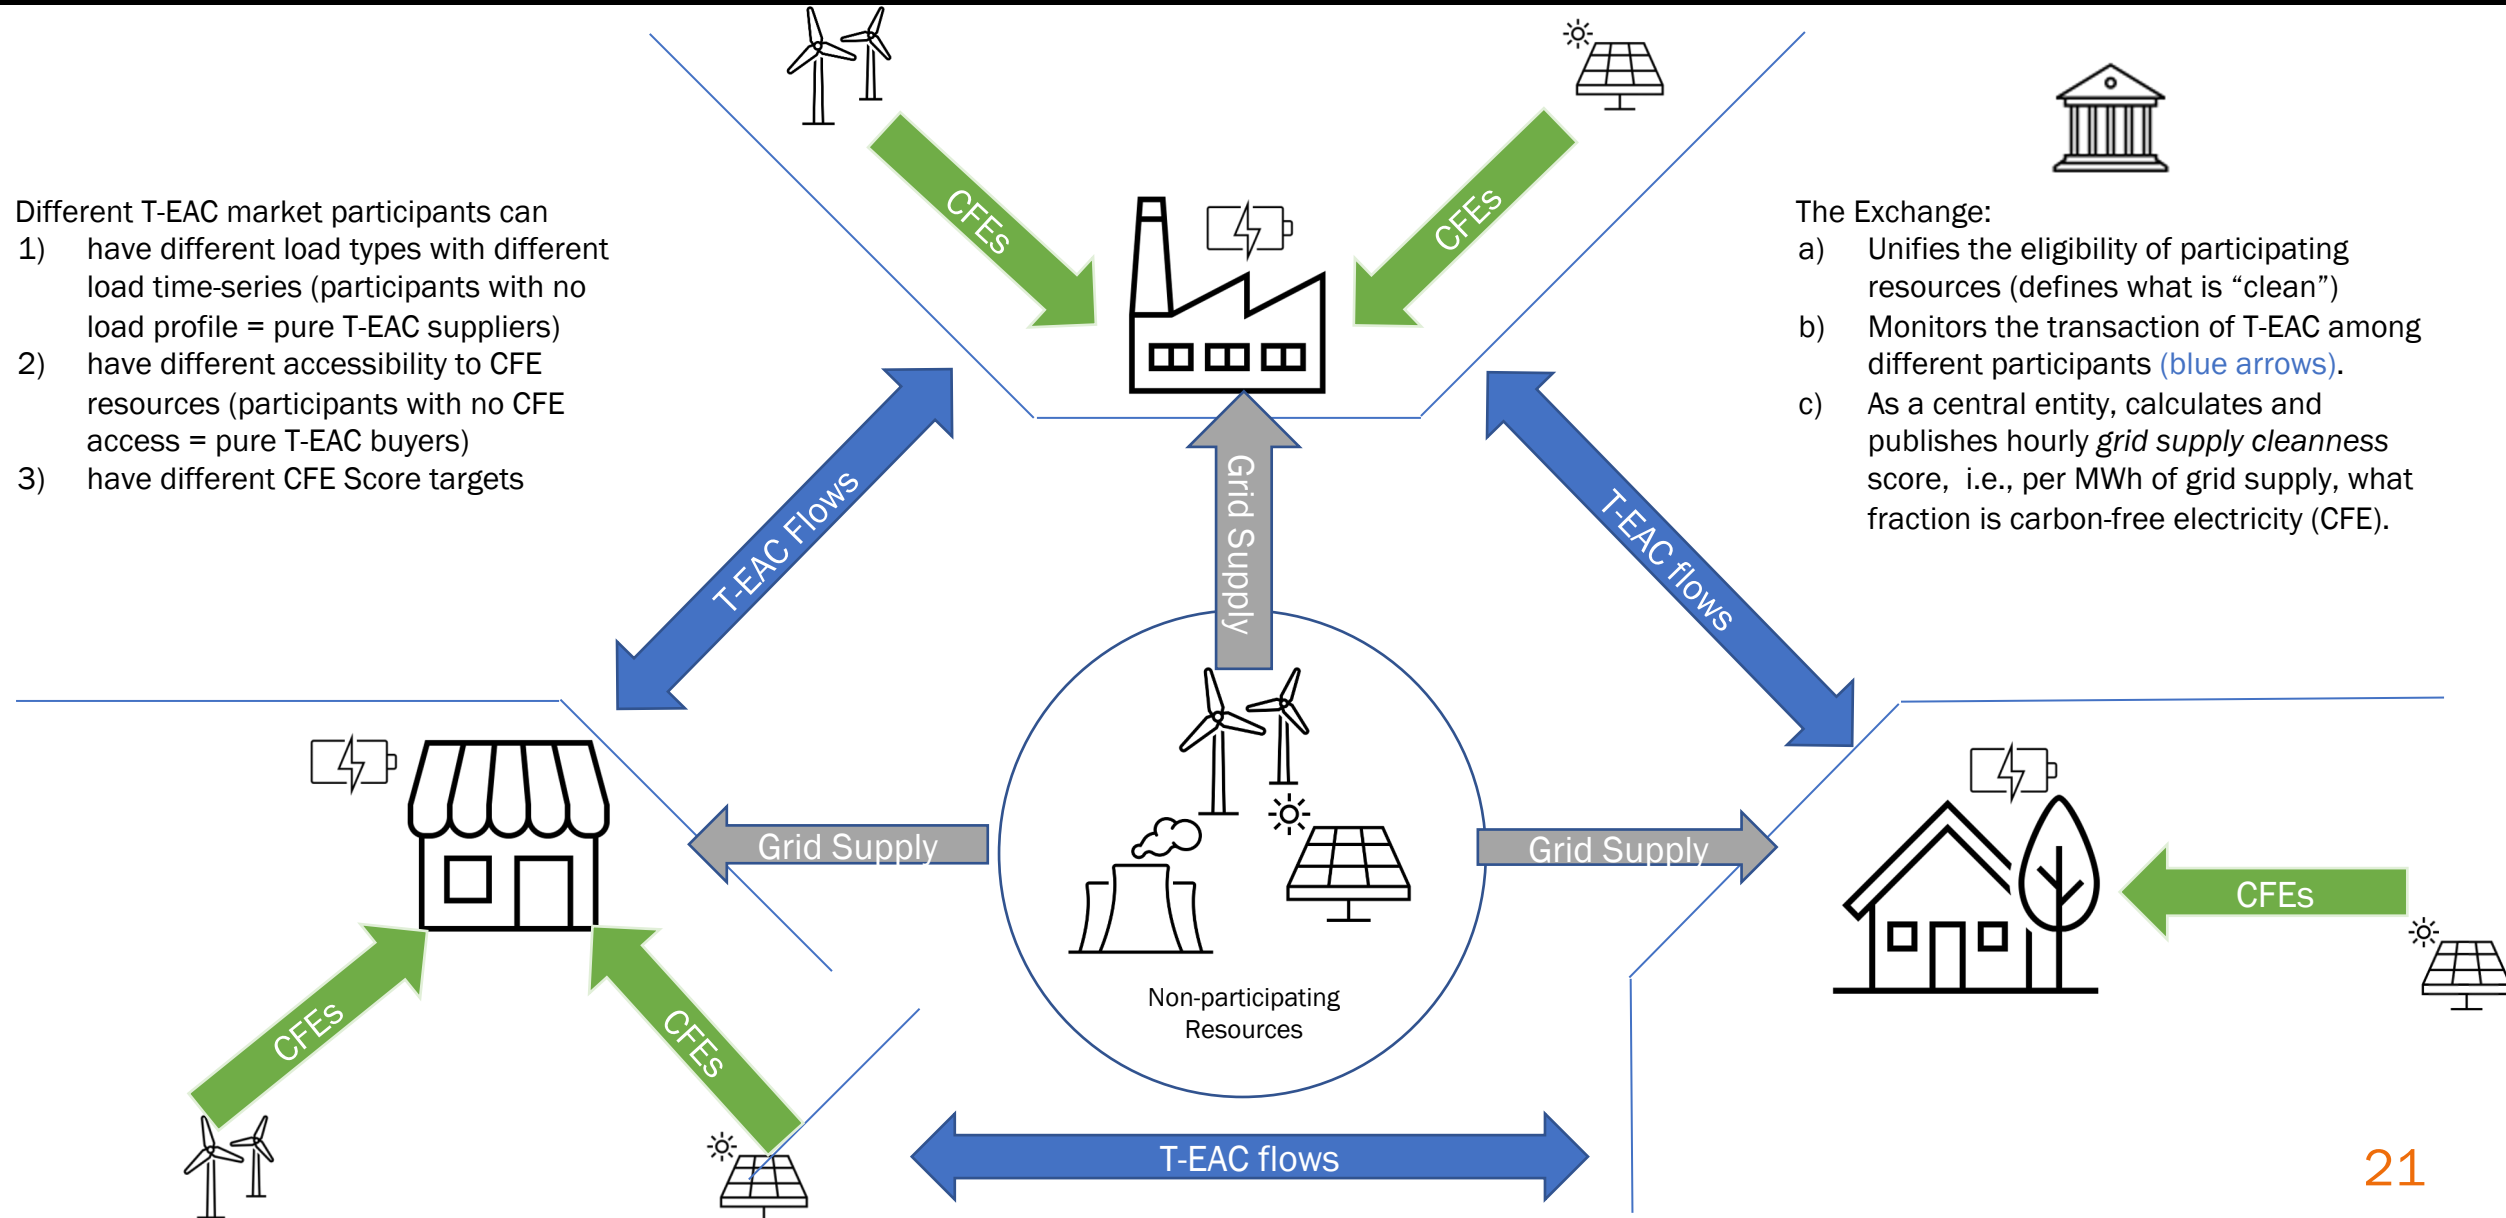 Different T-EAC market participants can
1) have different load types with different
load time-series (participants with no
load profile = pure T-EAC suppliers)
2) have different accessibility to CFE
resources (participants with no CFE
access = pure T-EAC buyers)
3) have different CFE Score targets
CFEs
CFEs
The Exchange:
a) Unifies the eligibility of participating
resources (defines what is “clean”)
b) Monitors the transaction of T-EAC among
different participants (blue arrows).
c) As a central entity, calculates and
publishes hourly grid supply cleanness
score, i.e., per MWh of grid supply, what
fraction is carbon-free electricity (CFE).
T-EAC Flows
Grid Supply
T-EAC flows
Grid Supply
Grid Supply
CFEs
Non-participating
Resources
CFEs
CFEs
T-EAC flows
21